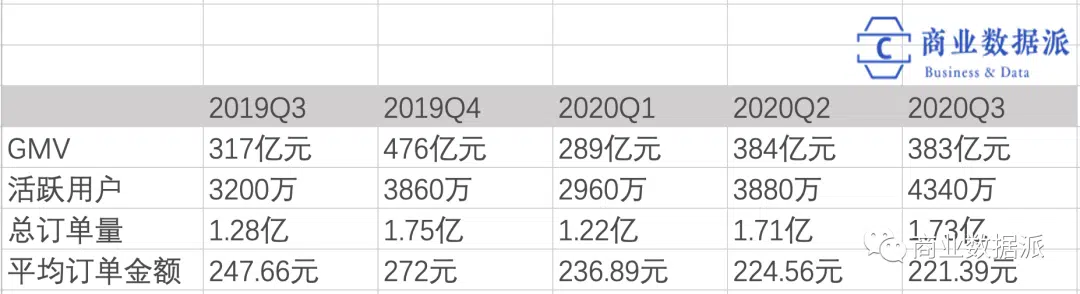 C 商业数据派
Business & Data
2019Q3 2019Q4 2020Q1 2020Q2 2020Q3
GMV 317亿元 476亿元 289亿元 384亿元 383亿元
活跃用户 3200万 3860万 2960万 3880万 4340万
总订单量 1.28亿 1.75亿 1.22亿 1.71亿 1.73亿
商业数据派
平均订单金额 247.66元 272元 236.89元 224.56元 221.39元